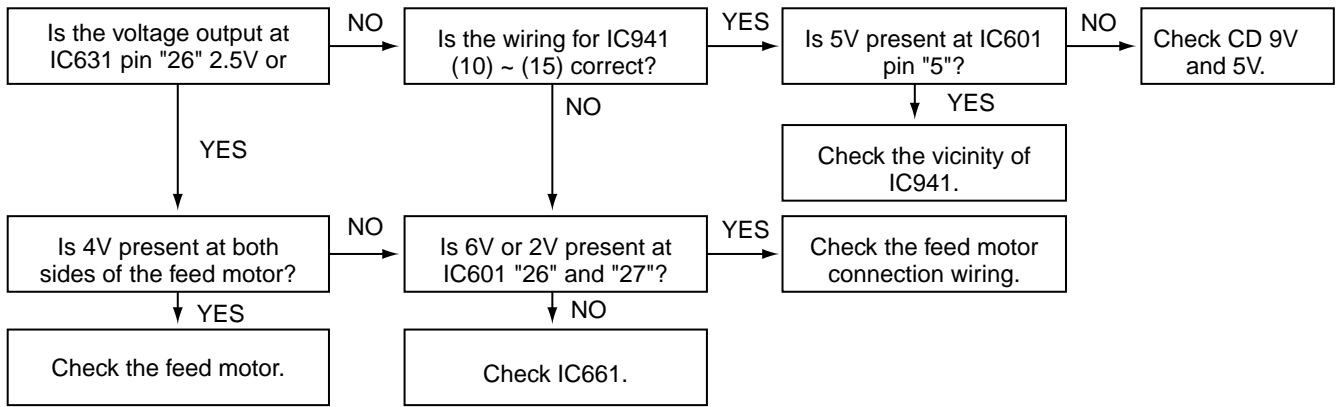 Is the voltage output at
IC631 pin "26" 2.5V or
NO
Is the wiring for IC941
(10) ~ (15) correct?
YES
Is 5V present at IC601
pin "5"?
NO
Check CD 9V
and 5V.
YES
NO
YES
Check the vicinity of
IC941.
Is 4V present at both
sides of the feed motor?
NO
Is 6V or 2V present at
IC601 "26" and "27"?
YES
Check the feed motor
connection wiring.
YES
NO
Check the feed motor.
Check IC661.